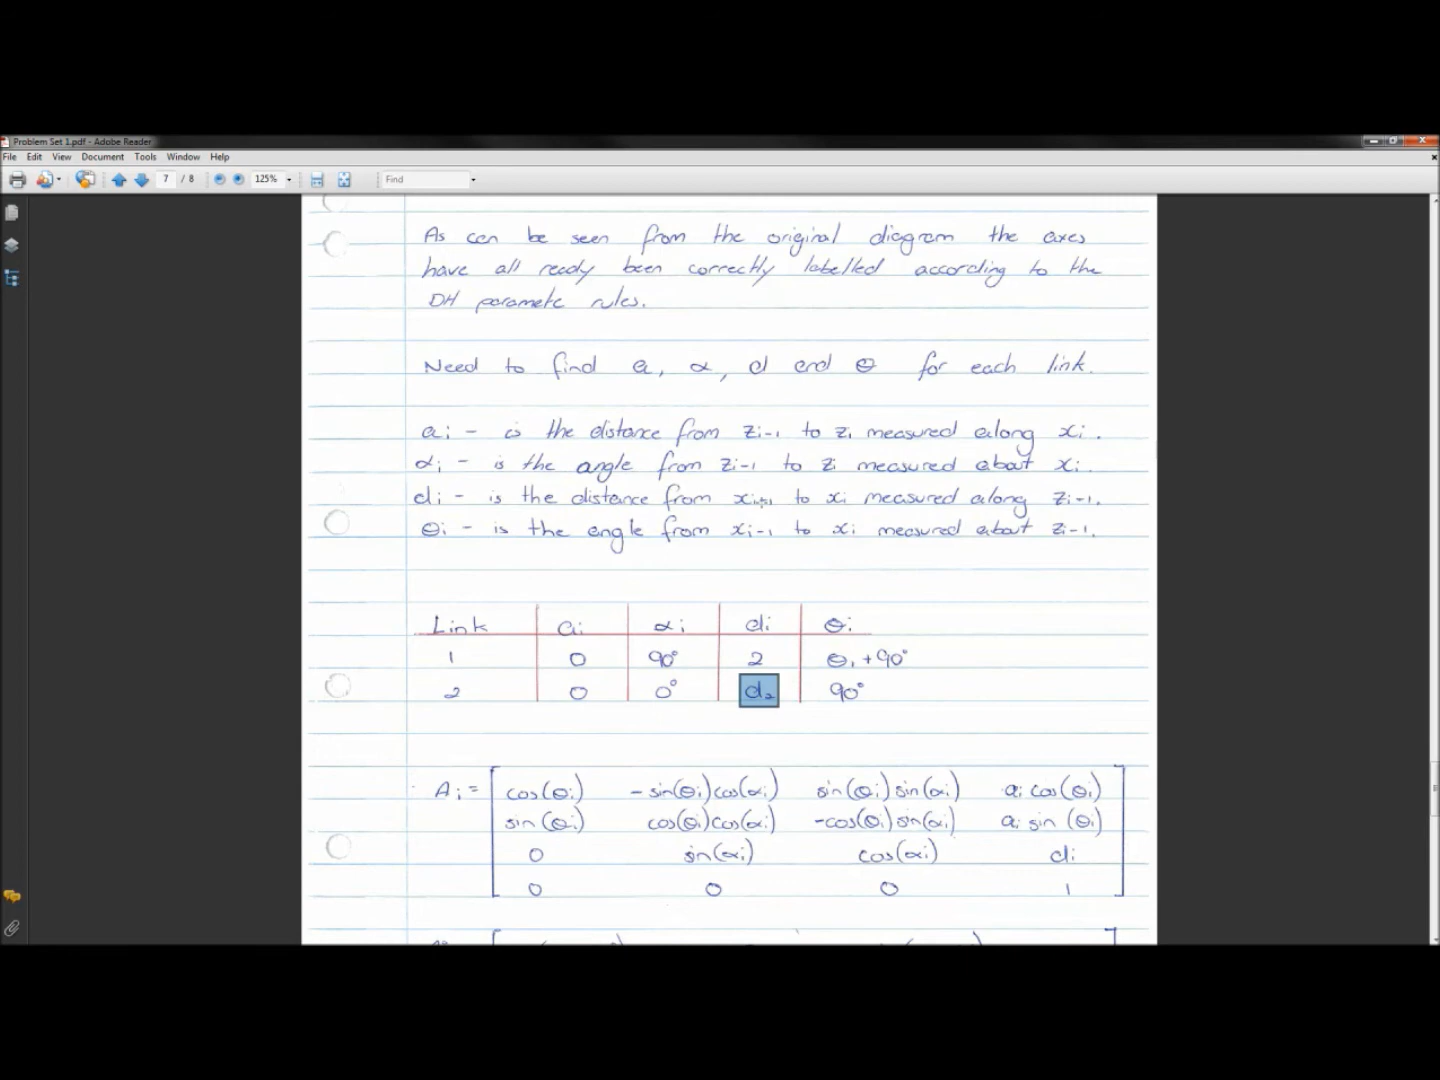 Problem Set 1.pdf - Adobe Reader
File Edit View Document Tools Window Help
7 / 8 125% Find
As can be seen from the original diagram the axes
have all ready been correctly labelled according to the
DH paramete rules.
Need to find a, α, d and θ for each link.
ai - is the distance from zi-1 to zi measured along xi.
αi - is the angle from zi-1 to zi measured about xi.
di - is the distance from xi-1 to xi measured along zi-1.
θi - is the angle from xi-1 to xi measured about zi-1.
Link ai αi di θi
1 0 90° 2 θ1 +90°
2 0 0° d2 90°
Ai = cos(θi) -sin(θi)cos(αi) sin(θi)sin(αi) ai cos(θi)
sin(θi) cos(θi)cos(αi) -cos(θi)sin(αi) ai sin(θi)
0 sin(αi) cos(αi) di
0 0 0 1